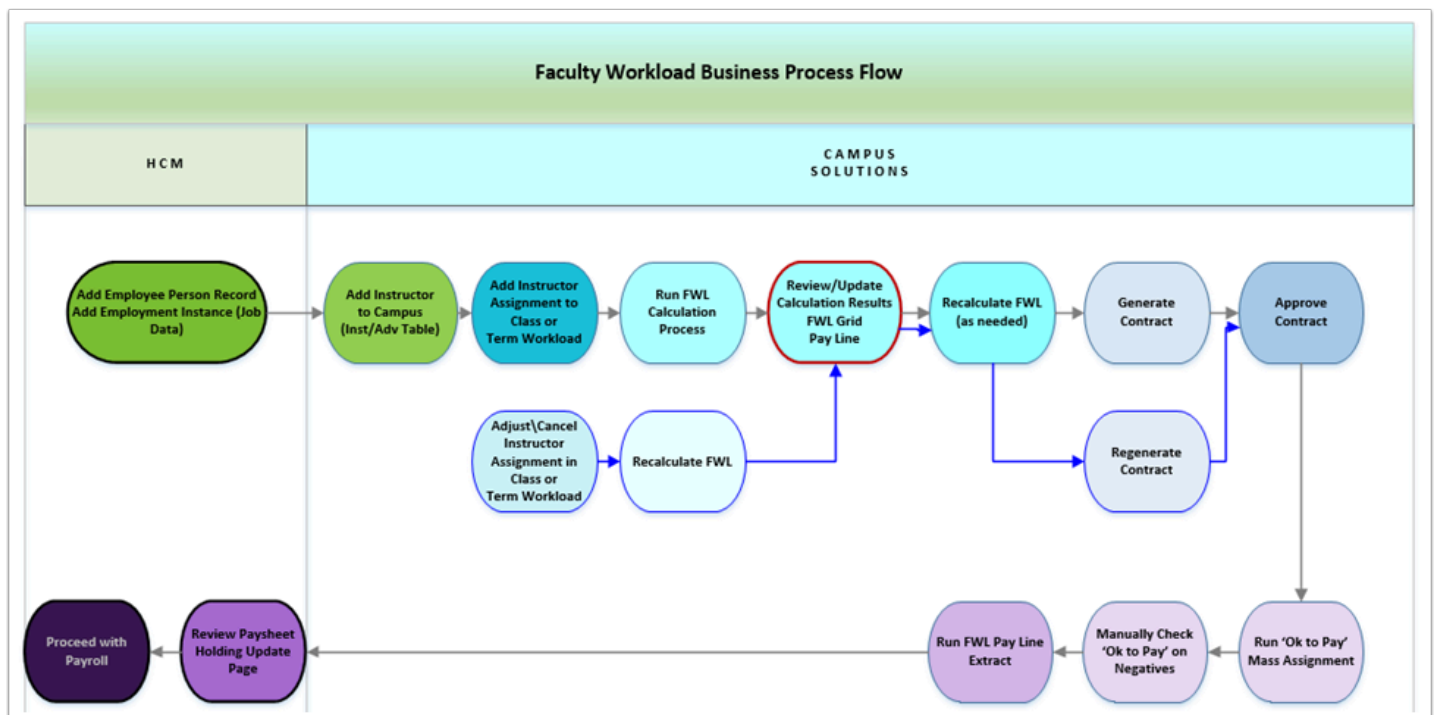 Faculty Workload Business Process Flow
HCM
CAMPUS
SOLUTIONS
Add Employee Person Record
Add Employment Instance (Job
Data)
Add Instructor
to Campus
(Inst/Adv Table)
Add Instructor
Assignment to
Class or
Term Workload
Run FWL
Calculation
Process
Review/Update
Calculation Results
FWL Grid
Pay Line
Recalculate FWL
(as needed)
Generate
Contract
Approve
Contract
Adjust\Cancel
Instructor
Assignment in
Class or
Term Workload
Recalculate FWL
Regenerate
Contract
Proceed with
Payroll
Review Paysheet
Holding Update
Page
Run FWL Pay Line
Extract
Manually Check
'Ok to Pay' on
Negatives
Run 'Ok to Pay'
Mass Assignment